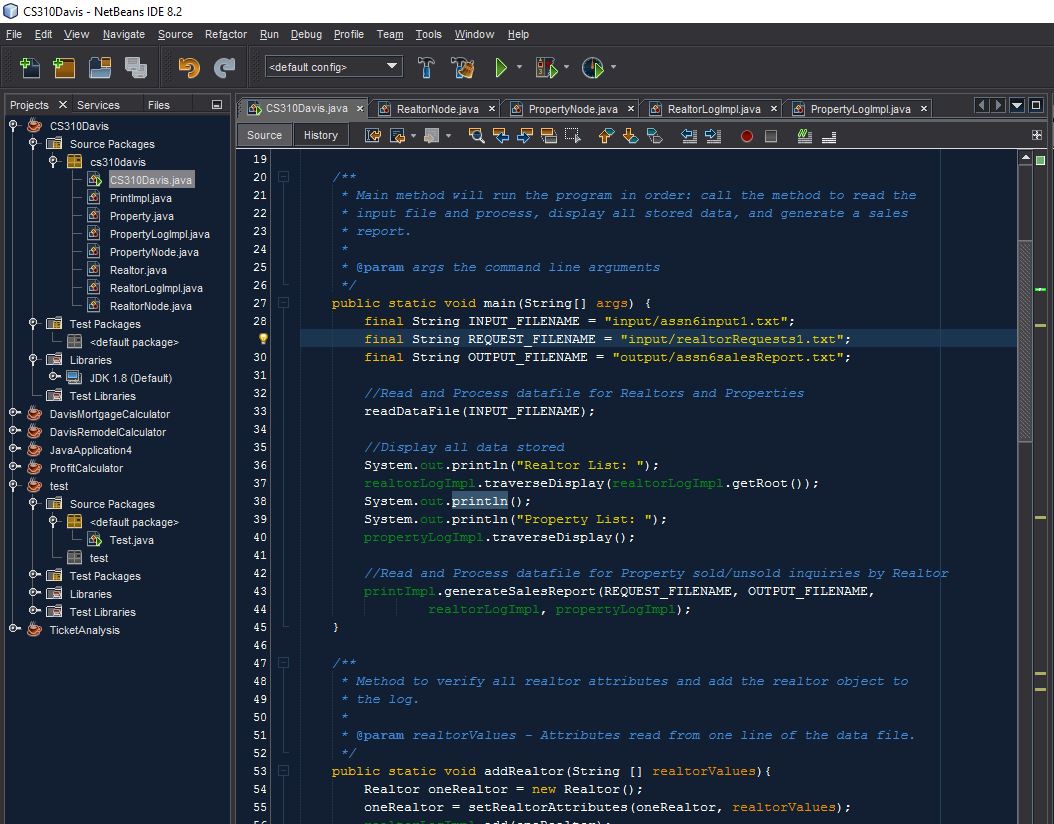 CS310Davis - NetBeans IDE 8.2
File Edit View Navigate Source Refactor Run Debug Profile Team Tools Window Help
<default config>
Projects Services Files
CS310Davis
Source Packages
cs310davis
CS310Davis.java
PrintImpl.java
Property.java
PropertyLogImpl.java
PropertyNode.java
Realtor.java
RealtorLogImpl.java
RealtorNode.java
Test Packages
<default package>
Libraries
JDK 1.8 (Default)
Test Libraries
DavisMortgageCalculator
DavisRemodelCalculator
JavaApplication4
ProfitCalculator
test
Source Packages
<default package>
Test.java
test
Test Packages
Libraries
Test Libraries
TicketAnalysis
CS310Davis.java RealtorNode.java PropertyNode.java RealtorLogImpl.java PropertyLogImpl.java
Source History
19
20 /**
21 * Main method will run the program in order: call the method to read the
22 * input file and process, display all stored data, and generate a sales
23 * report.
24 *
25 * @param args the command line arguments
26 */
27 public static void main(String[] args) {
28 final String INPUT_FILENAME = "input/assn6input1.txt";
final String REQUEST_FILENAME = "input/realtorRequests1.txt";
30 final String OUTPUT_FILENAME = "output/assn6salesReport.txt";
31
32 //Read and Process datafile for Realtors and Properties
33 readDataFile(INPUT_FILENAME);
34
35 //Display all data stored
36 System.out.println("Realtor List: ");
37 realtorLogImpl.traverseDisplay(realtorLogImpl.getRoot());
38 System.out.println();
39 System.out.println("Property List: ");
40 propertyLogImpl.traverseDisplay();
41
42 //Read and Process datafile for Property sold/unsold inquiries by Realtor
43 printImpl.generateSalesReport(REQUEST_FILENAME, OUTPUT_FILENAME,
44 realtorLogImpl, propertyLogImpl);
45 }
46
47 /**
48 * Method to verify all realtor attributes and add the realtor object to
49 * the log.
50 *
51 * @param realtorValues - Attributes read from one line of the data file.
52 */
53 public static void addRealtor(String [] realtorValues){
54 Realtor oneRealtor = new Realtor();
55 oneRealtor = setRealtorAttributes(oneRealtor, realtorValues);